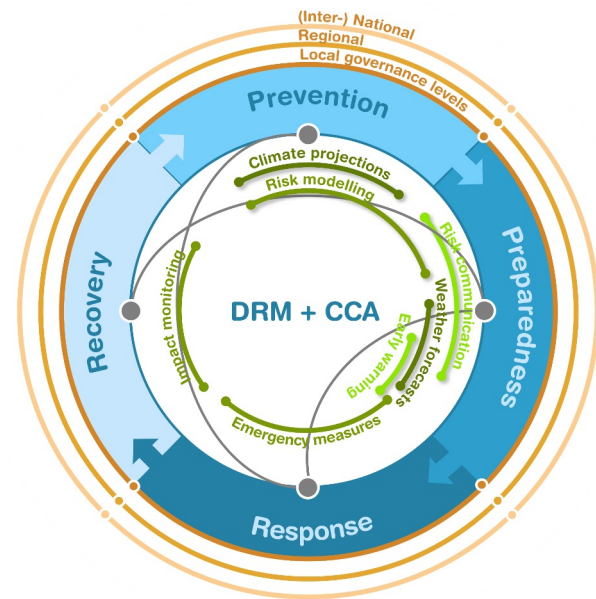 (Inter-) National
Regional
Local governance levels
Prevention
Climate projections
Risk modelling
Risk communication
Preparedness
Recovery
Impact monitoring
DRM + CCA
Weather forecasts
Early warning
Emergency measures
Response